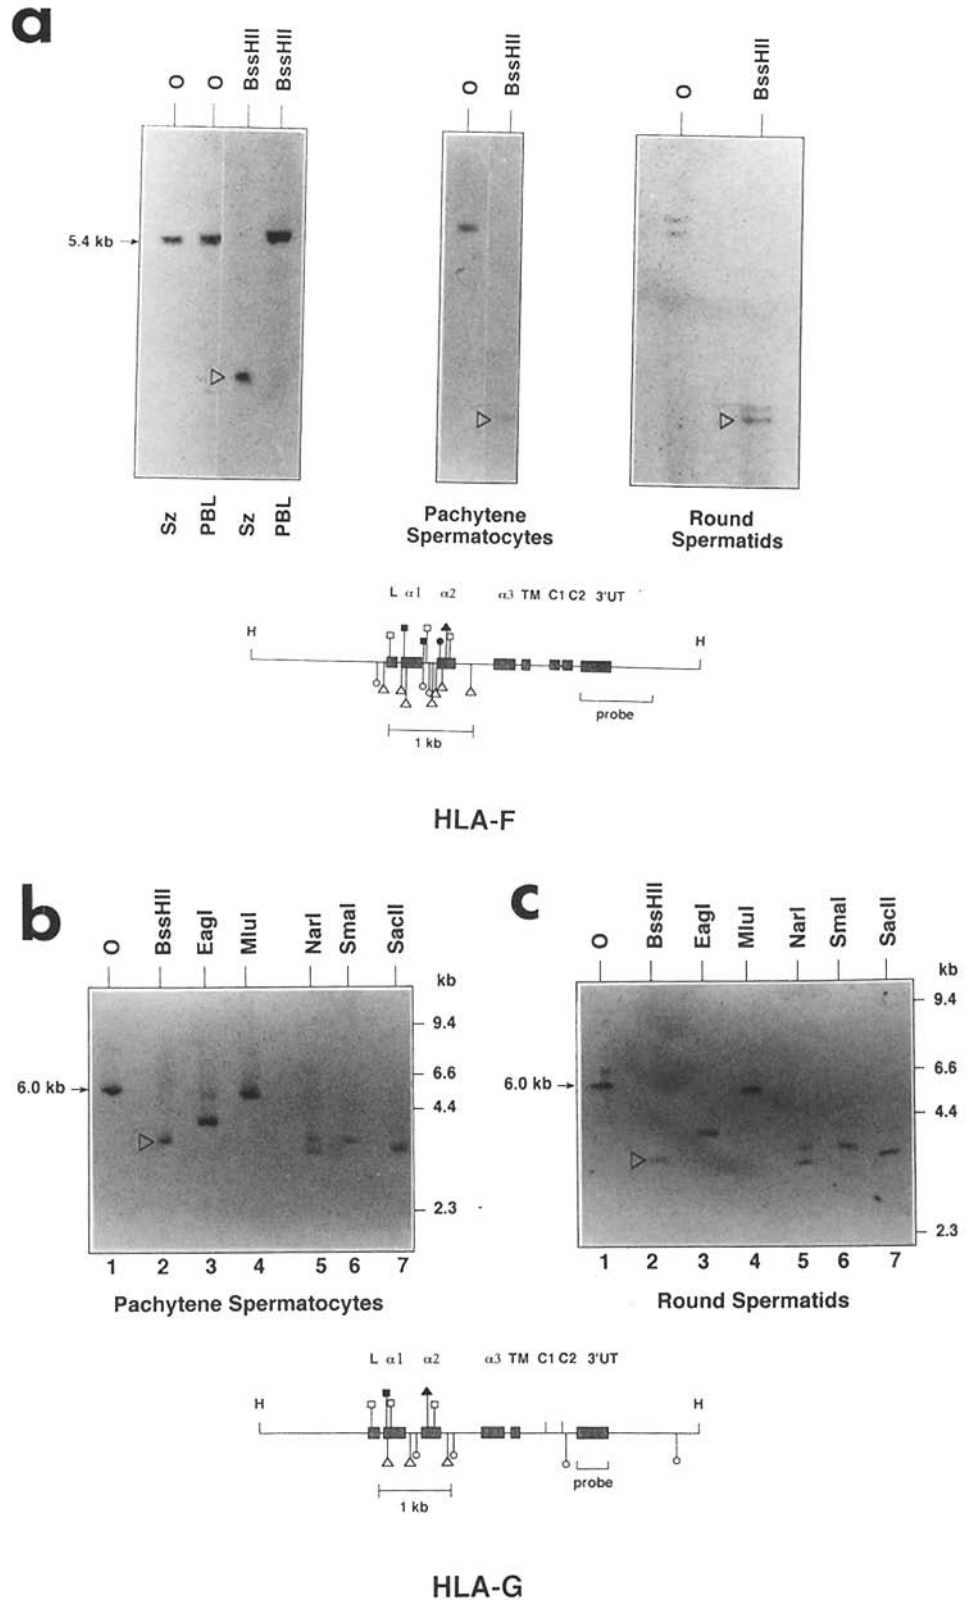 a
O O BssHII BssHII
O BssHII
O BssHII
5.4 kb
Sz PBL Sz PBL
Pachytene
Spermatocytes
Round
Spermatids
L α1 α2 α3 TM C1 C2 3'UT
H H
probe
1 kb
HLA-F
b
O BssHII EagI MluI NarI SmaI SacII
kb
9.4
6.6
6.0 kb
4.4
2.3
1 2 3 4 5 6 7
Pachytene Spermatocytes
c
O BssHII EagI MluI NarI SmaI SacII
kb
9.4
6.6
6.0 kb
4.4
2.3
1 2 3 4 5 6 7
Round Spermatids
L α1 α2 α3 TM C1 C2 3'UT
H H
probe
1 kb
HLA-G